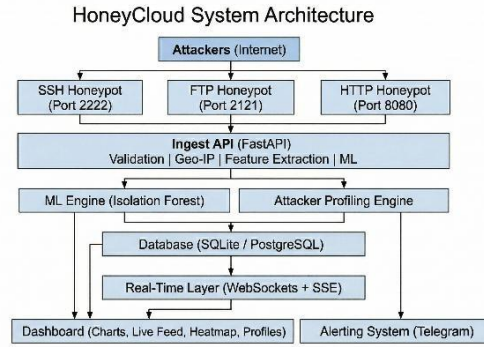 HoneyCloud System Architecture
Attackers (Internet)
SSH Honeypot
(Port 2222)
FTP Honeypot
(Port 2121)
HTTP Honeypot
(Port 8080)
Ingest API (FastAPI)
Validation | Geo-IP | Feature Extraction | ML
ML Engine (Isolation Forest)
Attacker Profiling Engine
Database (SQLite / PostgreSQL)
Real-Time Layer (WebSockets + SSE)
Dashboard (Charts, Live Feed, Heatmap, Profiles)
Alerting System (Telegram)